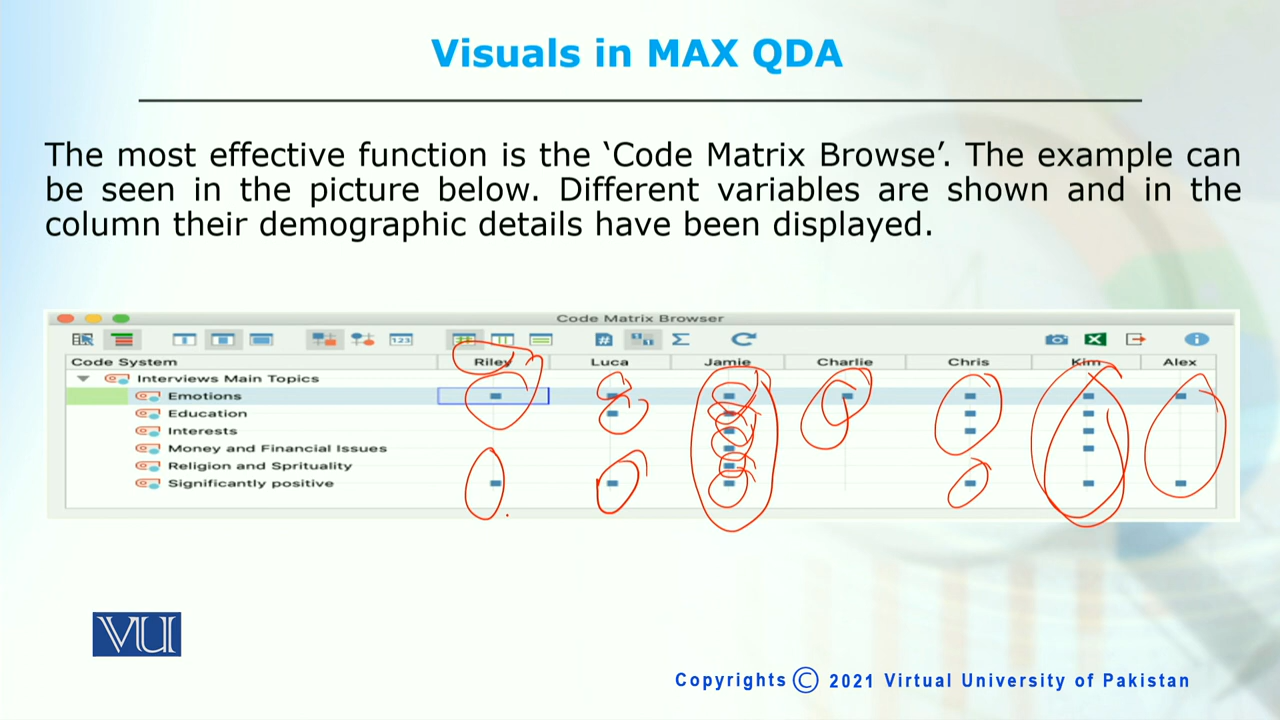 Visuals in MAX QDA
The most effective function is the ‘Code Matrix Browse’. The example can
be seen in the picture below. Different variables are shown and in the
column their demographic details have been displayed.
Code Matrix Browser
123
Code System Riley Luca Jamie Charlie Chris Kim Alex
Interviews Main Topics
Emotions
Education
Interests
Money and Financial Issues
Religion and Sprituality
Significantly positive
VU
Copyrights © 2021 Virtual University of Pakistan